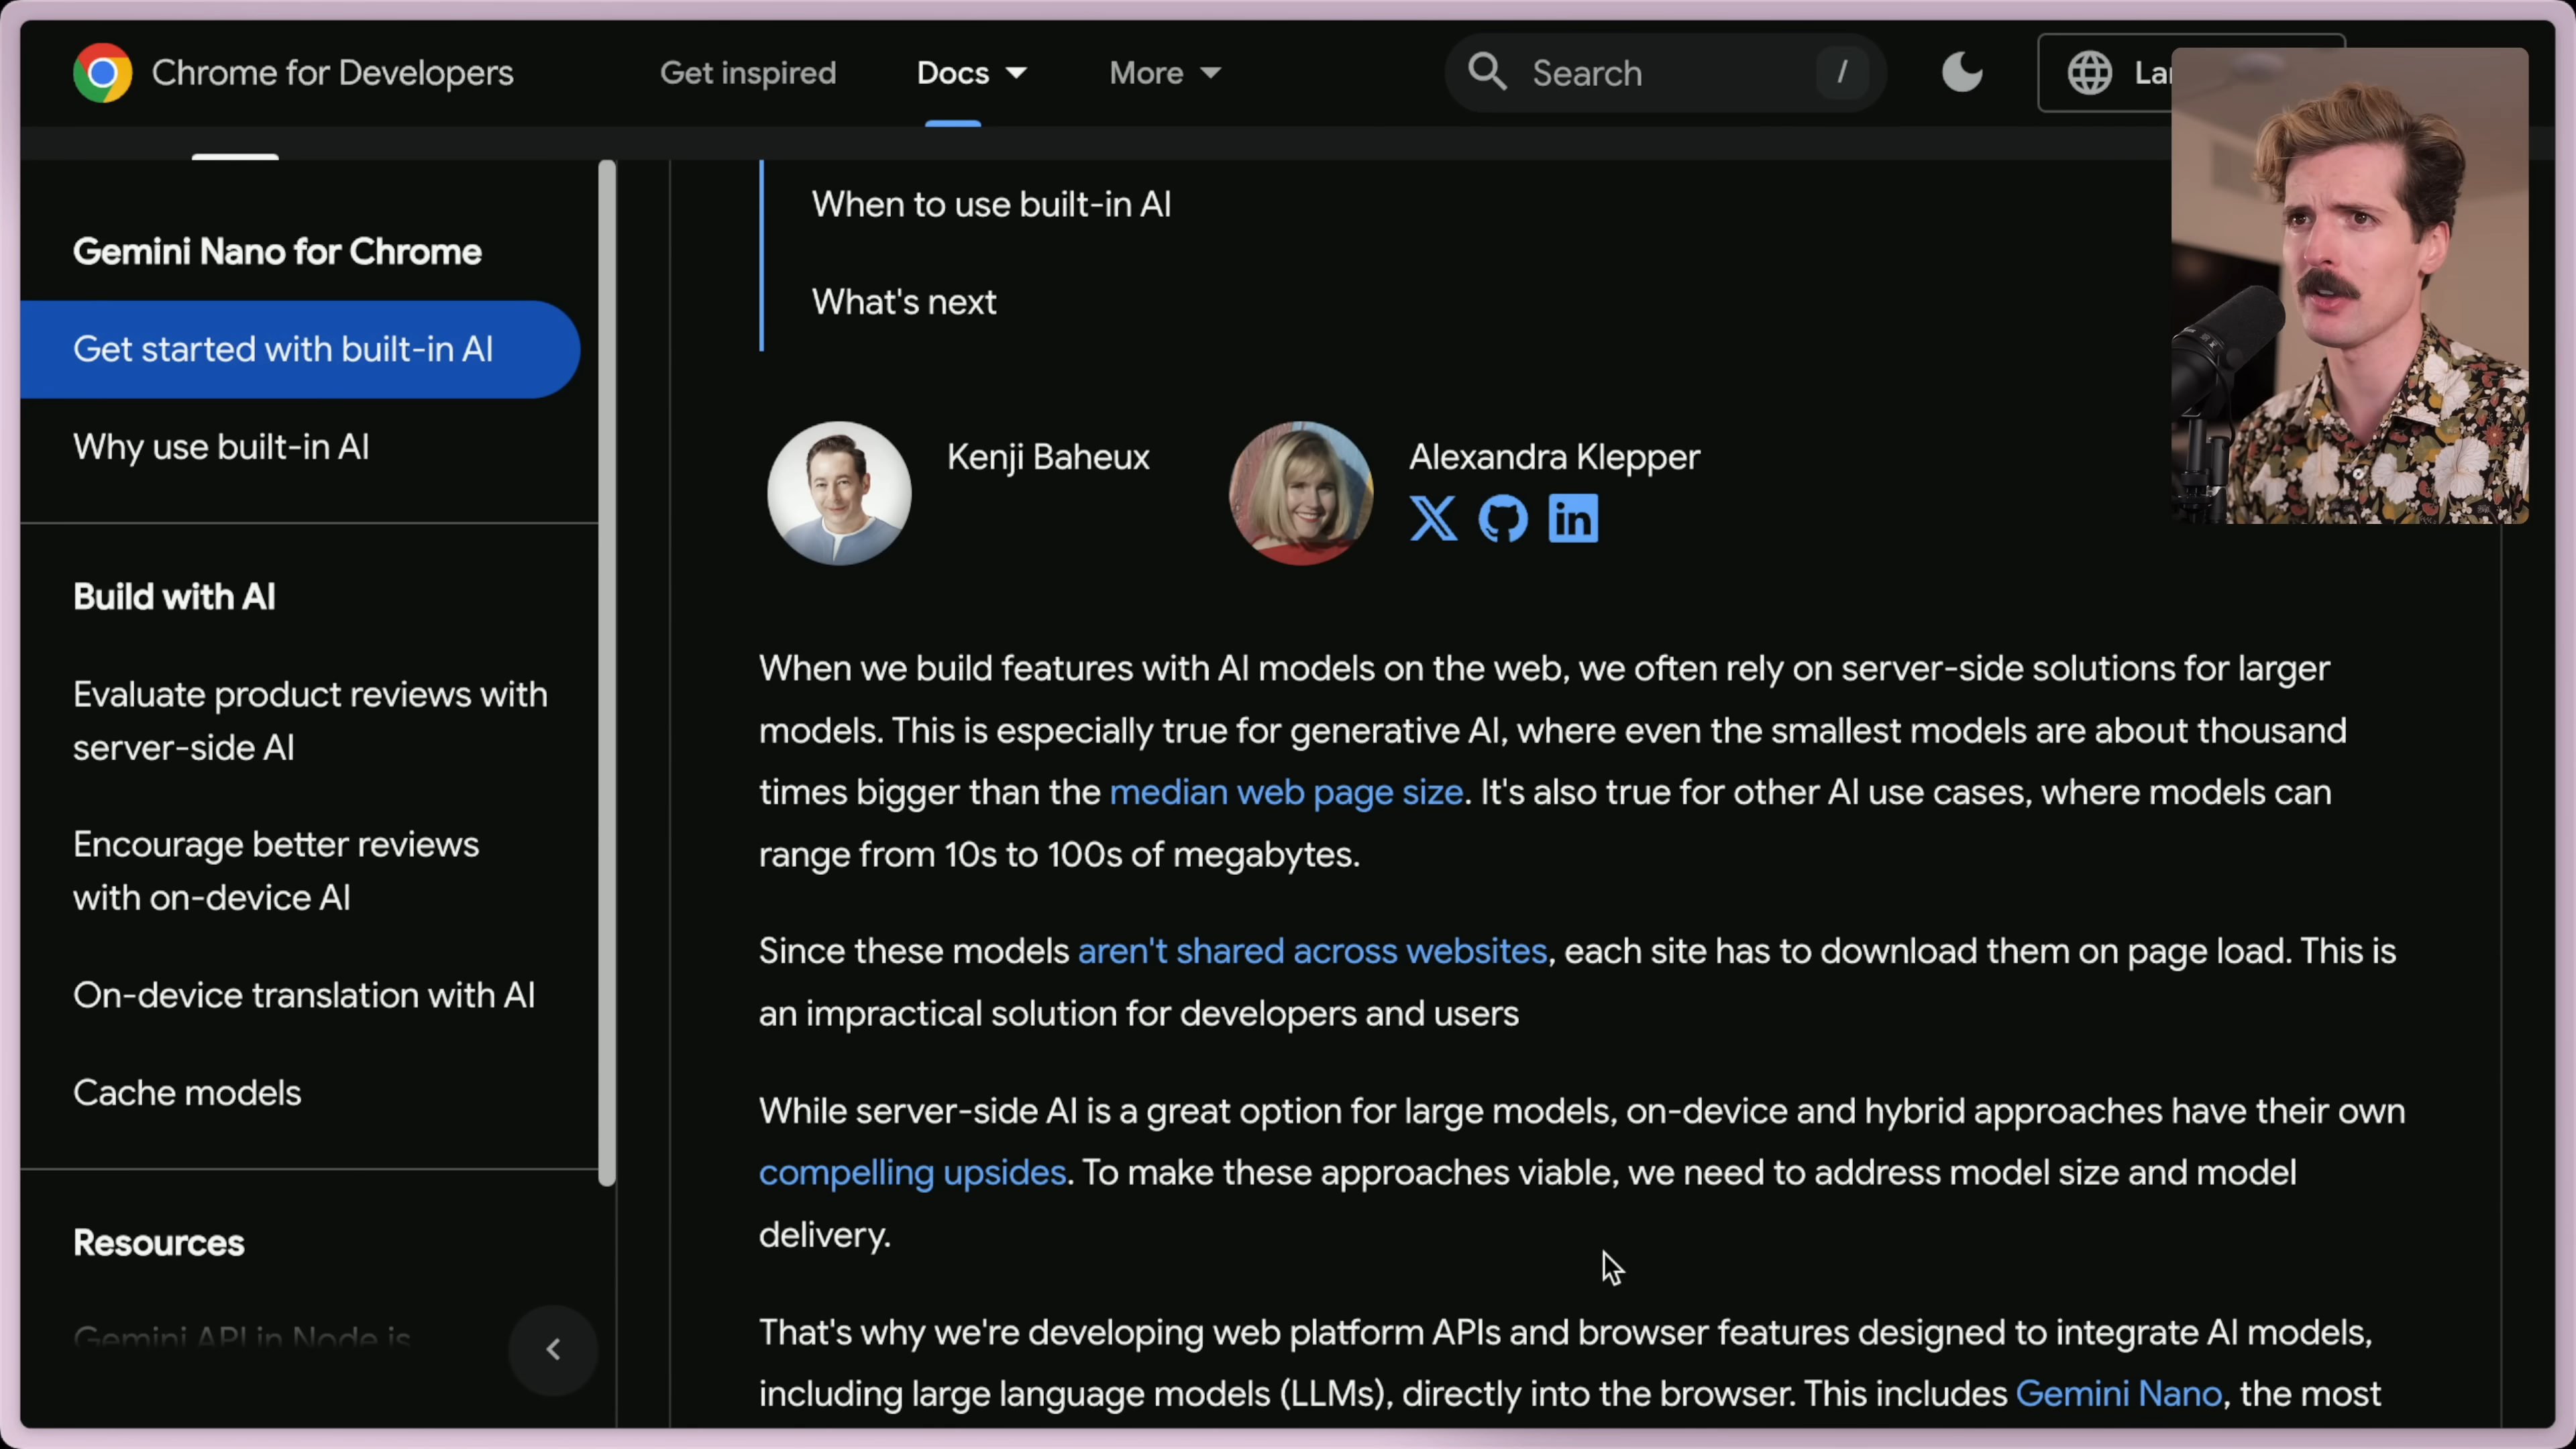 Chrome for Developers
Get inspired
Docs
More
Search
/
Gemini Nano for Chrome
Get started with built-in AI
Why use built-in AI
Build with AI
Evaluate product reviews with
server-side AI
Encourage better reviews
with on-device AI
On-device translation with AI
Cache models
Resources
Gemini API in Node.js
When to use built-in AI
What's next
Kenji Baheux
Alexandra Klepper
When we build features with AI models on the web, we often rely on server-side solutions for larger
models. This is especially true for generative AI, where even the smallest models are about thousand
times bigger than the median web page size. It's also true for other AI use cases, where models can
range from 10s to 100s of megabytes.
Since these models aren't shared across websites, each site has to download them on page load. This is
an impractical solution for developers and users
While server-side AI is a great option for large models, on-device and hybrid approaches have their own
compelling upsides. To make these approaches viable, we need to address model size and model
delivery.
That's why we're developing web platform APIs and browser features designed to integrate AI models,
including large language models (LLMs), directly into the browser. This includes Gemini Nano, the most